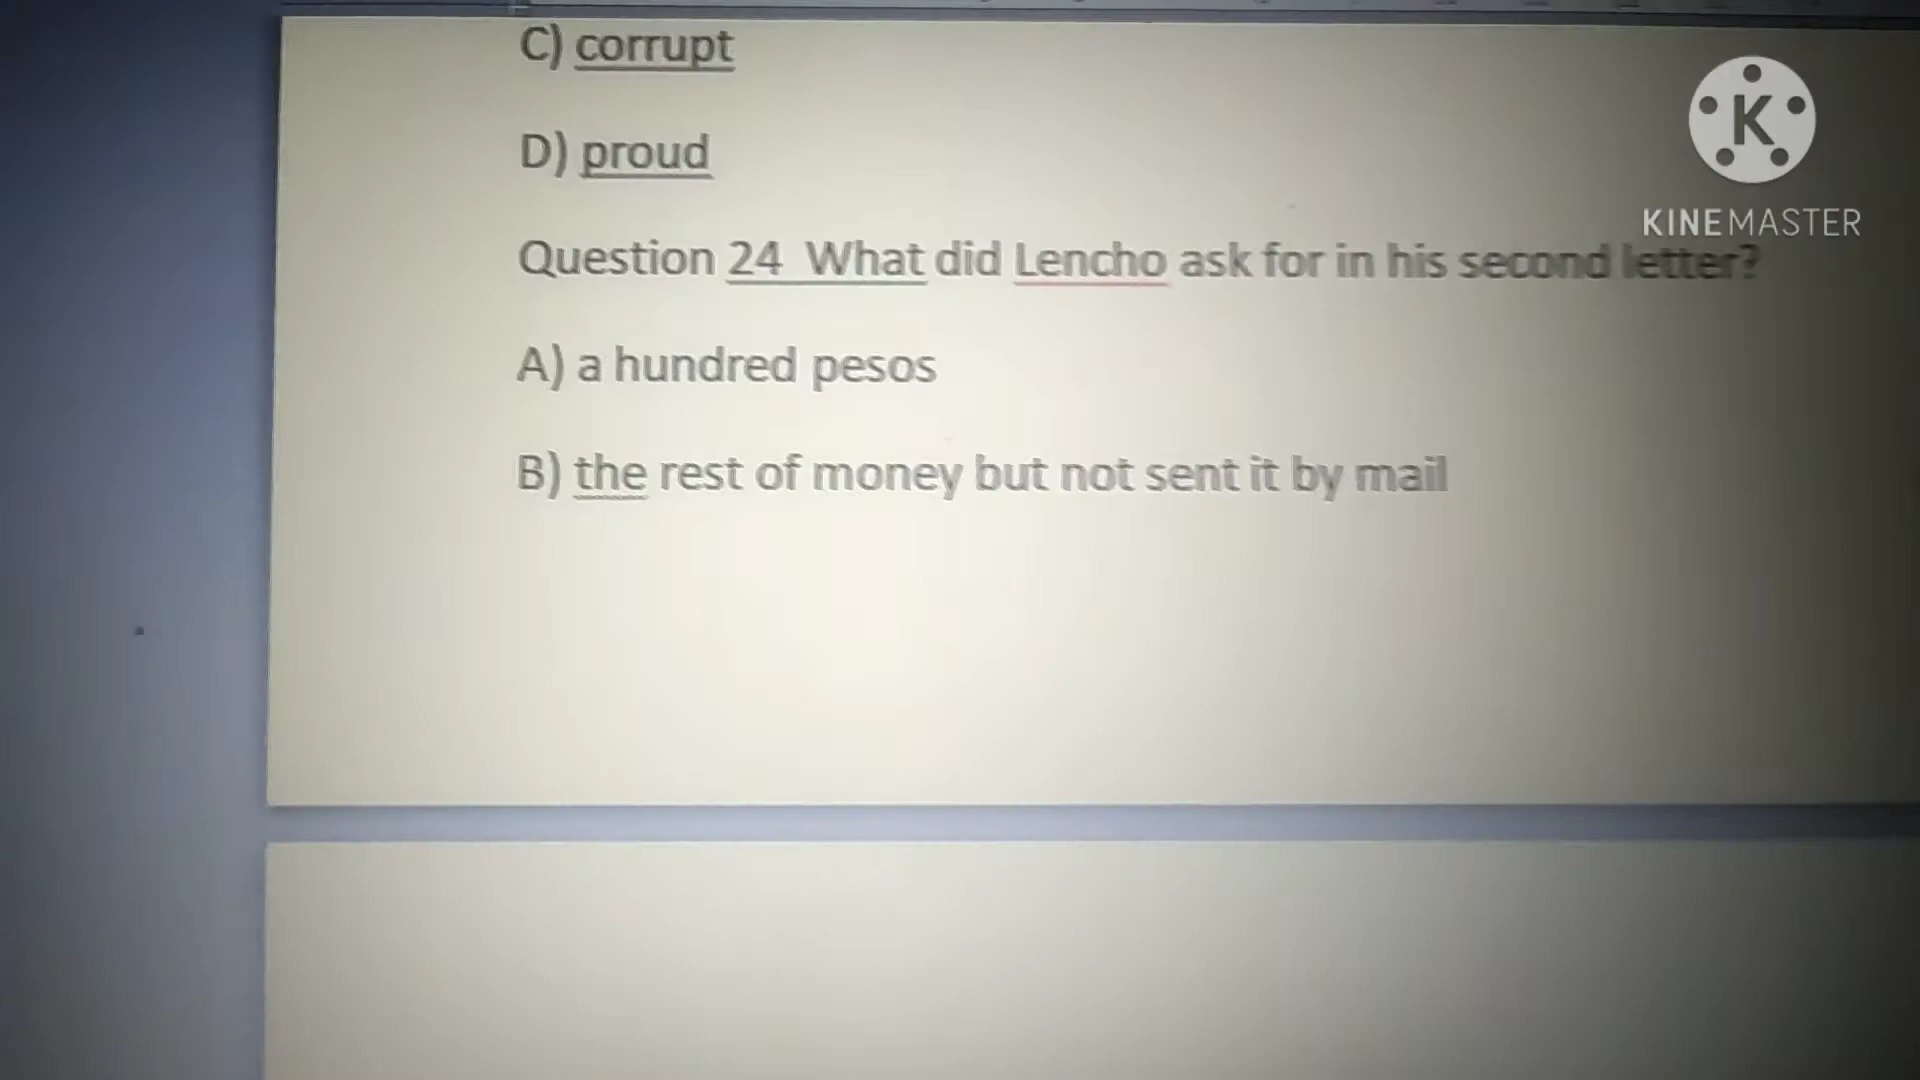 C) corrupt
D) proud
Question 24 What did Lencho ask for in his second letter?
A) a hundred pesos
B) the rest of money but not sent it by mail
K
KINEMASTER